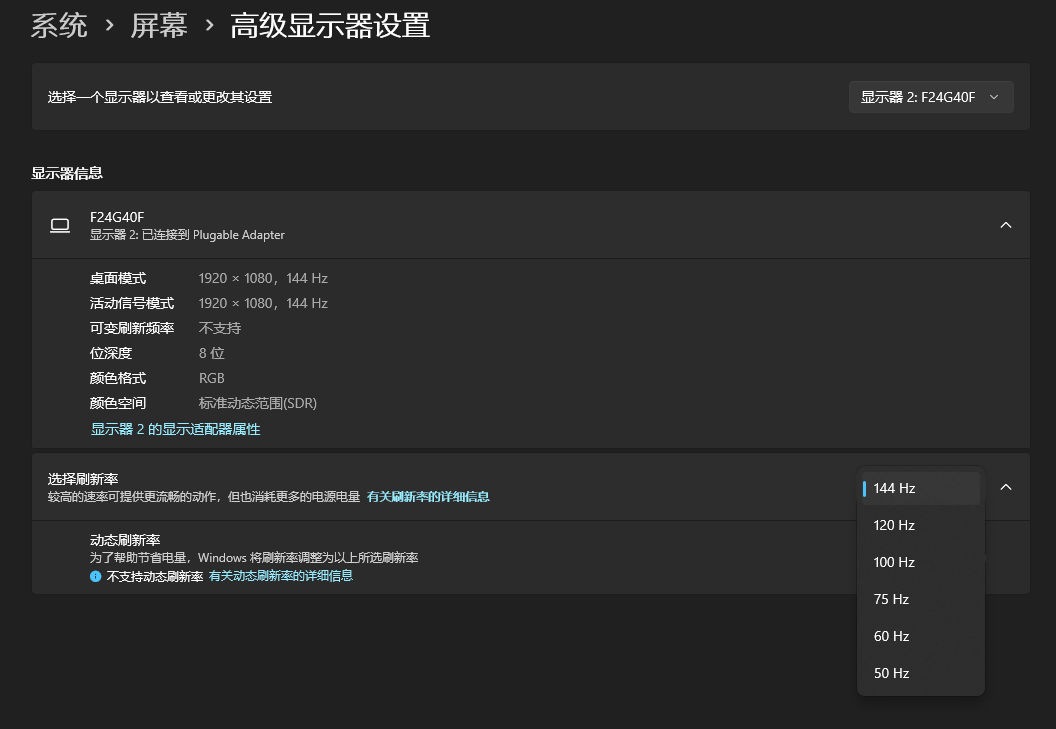 系统 › 屏幕 › 高级显示器设置
选择一个显示器以查看或更改其设置
显示器 2: F24G40F
显示器信息
F24G40F
显示器 2: 已连接到 Plugable Adapter
桌面模式 1920 × 1080，144 Hz
活动信号模式 1920 × 1080，144 Hz
可变刷新频率 不支持
位深度 8 位
颜色格式 RGB
颜色空间 标准动态范围(SDR)
显示器 2 的显示适配器属性
选择刷新率
较高的速率可提供更流畅的动作，但也消耗更多的电源电量 有关刷新率的详细信息
动态刷新率
为了帮助节省电量，Windows 将刷新率调整为以上所选刷新率
不支持动态刷新率 有关动态刷新率的详细信息
144 Hz
120 Hz
100 Hz
75 Hz
60 Hz
50 Hz